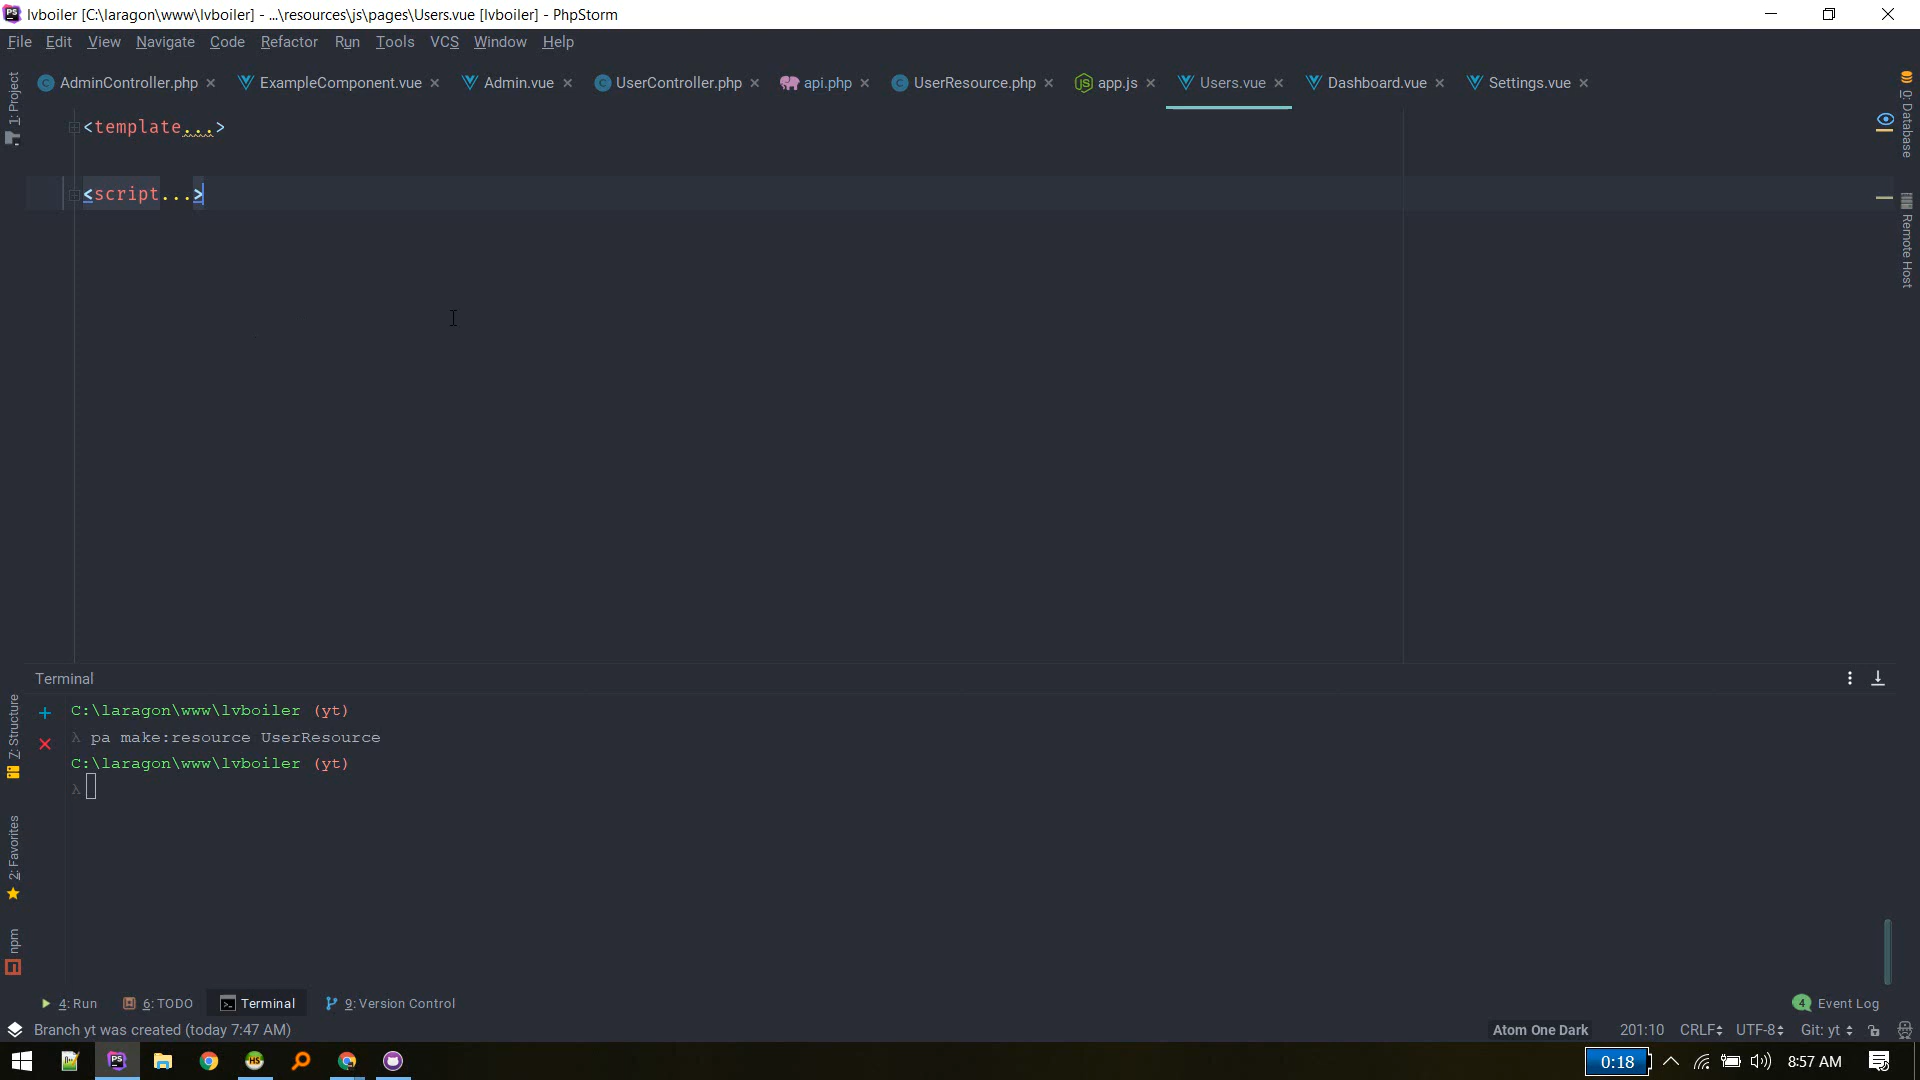 lvboiler [C:\laragon\www\lvboiler] - ...\resources\js\pages\Users.vue [lvboiler] - PhpStorm
File Edit View Navigate Code Refactor Run Tools VCS Window Help
AdminController.php ExampleComponent.vue Admin.vue UserController.php api.php UserResource.php app.js Users.vue Dashboard.vue Settings.vue
1: Project
0: Database
Remote Host
<template...>
<script...>
Terminal
C:\laragon\www\lvboiler (yt)
λ pa make:resource UserResource
C:\laragon\www\lvboiler (yt)
λ
7: Structure
2: Favorites
npm
4: Run 6: TODO Terminal 9: Version Control 4 Event Log
Branch yt was created (today 7:47 AM) Atom One Dark 201:10 CRLF UTF-8 Git: yt
0:18 8:57 AM